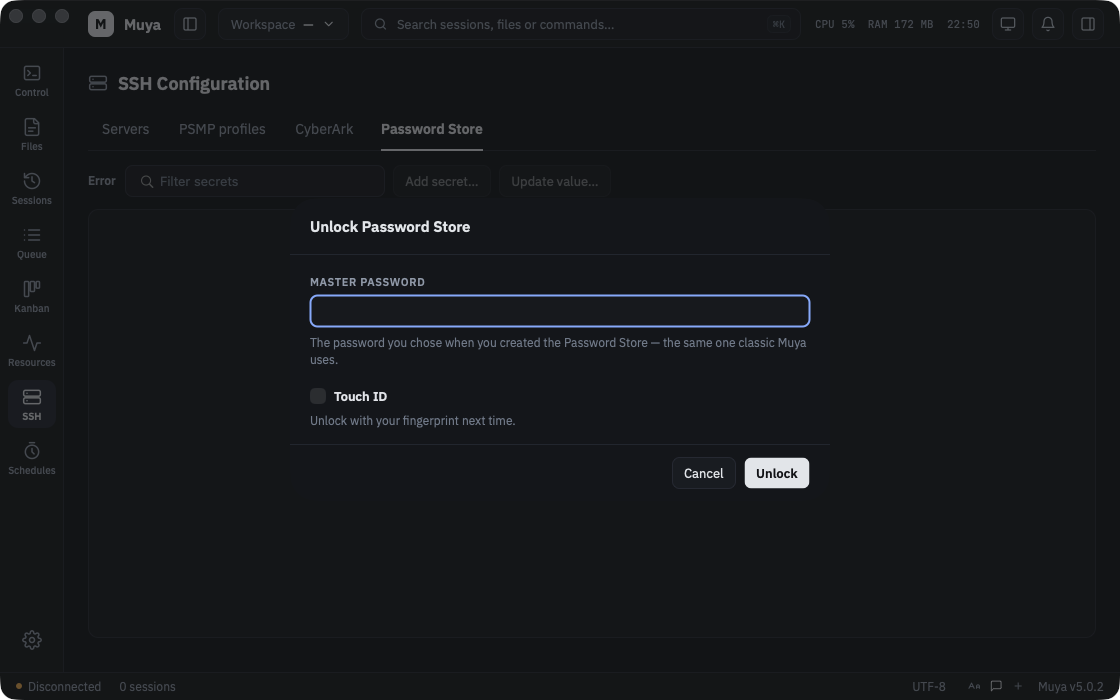 M Muya Workspace — Search sessions, files or commands... ⌘K CPU 5% RAM 172 MB 22:50
Control
Files
Sessions
Queue
Kanban
Resources
SSH
Schedules
SSH Configuration
Servers PSMP profiles CyberArk Password Store
Error Filter secrets Add secret... Update value...
Unlock Password Store
MASTER PASSWORD
The password you chose when you created the Password Store — the same one classic Muya
uses.
Touch ID
Unlock with your fingerprint next time.
Cancel Unlock
Disconnected 0 sessions UTF-8 Aa + Muya v5.0.2